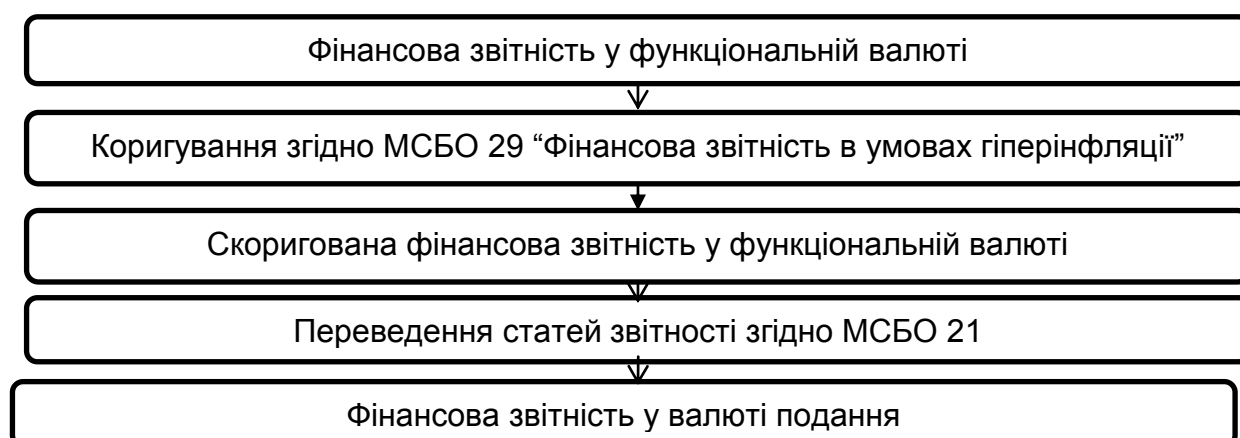 Фінансова звітність у функціональній валюті
Коригування згідно МСБО 29 “Фінансова звітність в умовах гіперінфляції”
Скоригована фінансова звітність у функціональній валюті
Переведення статей звітності згідно МСБО 21
Фінансова звітність у валюті подання